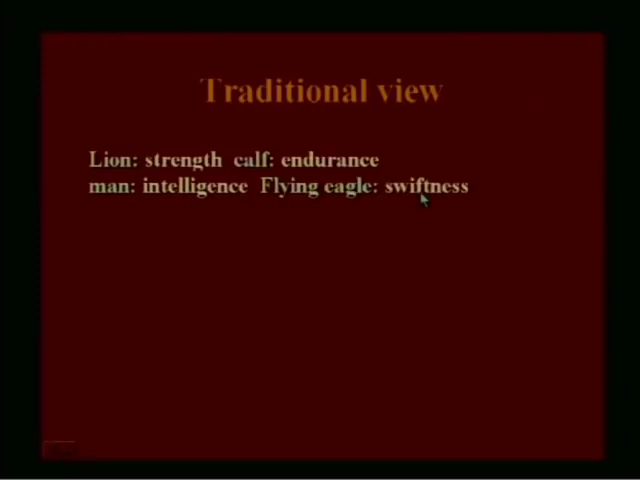 Traditional view
Lion: strength  calf: endurance
man: intelligence  Flying eagle: swiftness